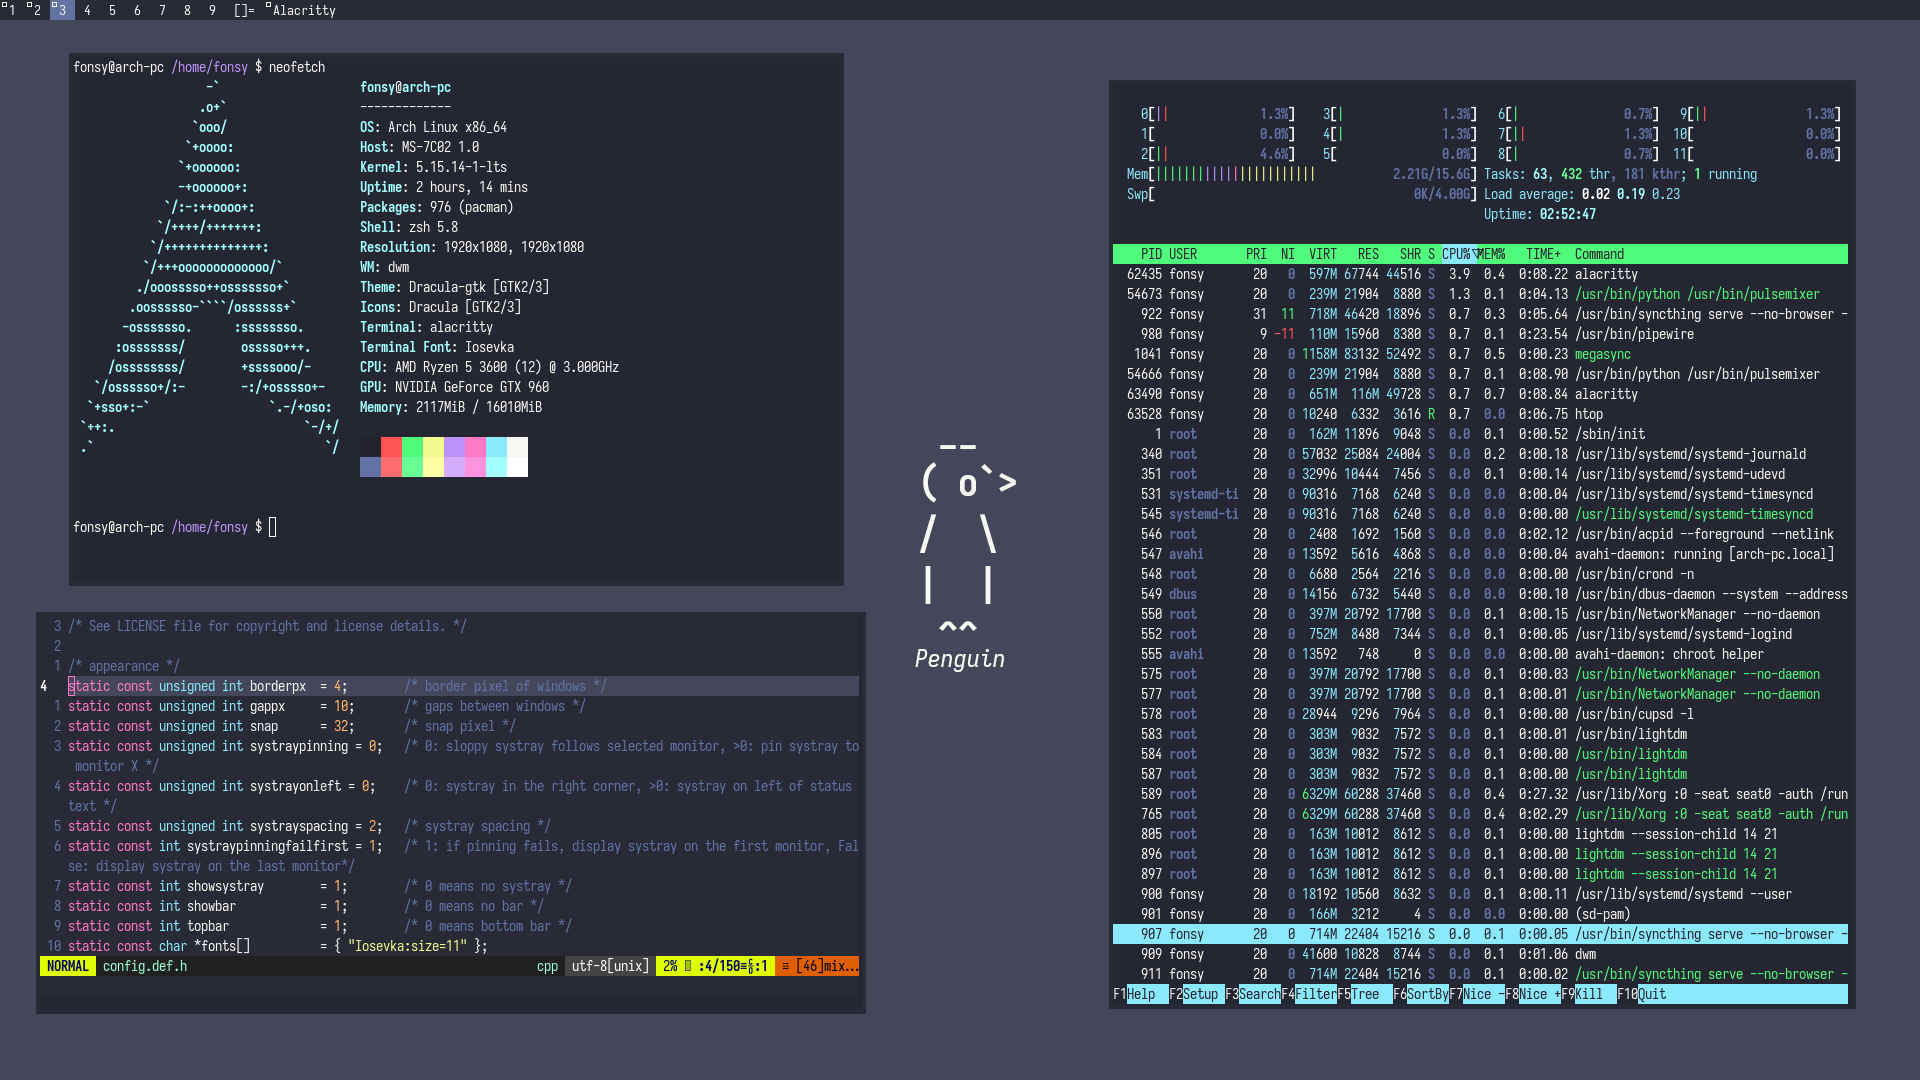 1 2 3 4 5 6 7 8 9 []= Alacritty
fonsy@arch-pc /home/fonsy $ neofetch
-`
.o+`
`ooo/
`+oooo:
`+oooooo:
-+oooooo+:
`/:-:++oooo+:
`/++++/+++++++:
`/++++++++++++++:
`/+++ooooooooooooo/`
./ooosssso++osssssso+`
.oossssso-````/ossssss+`
-osssssso.      :ssssssso.
:osssssss/        osssso+++.
/ossssssss/        +ssssooo/-
`/ossssso+/:-        -:/+osssso+-
`+sso+:-`                 `.-/+oso:
`++:.                           `-/+/
.`                                 `/
fonsy@arch-pc
-------------
OS: Arch Linux x86_64
Host: MS-7C02 1.0
Kernel: 5.15.14-1-lts
Uptime: 2 hours, 14 mins
Packages: 976 (pacman)
Shell: zsh 5.8
Resolution: 1920x1080, 1920x1080
WM: dwm
Theme: Dracula-gtk [GTK2/3]
Icons: Dracula [GTK2/3]
Terminal: alacritty
Terminal Font: Iosevka
CPU: AMD Ryzen 5 3600 (12) @ 3.000GHz
GPU: NVIDIA GeForce GTX 960
Memory: 2117MiB / 16010MiB
fonsy@arch-pc /home/fonsy $
3 /* See LICENSE file for copyright and license details. */
2
1 /* appearance */
4 static const unsigned int borderpx  = 4;        /* border pixel of windows */
1 static const unsigned int gappx     = 10;       /* gaps between windows */
2 static const unsigned int snap      = 32;       /* snap pixel */
3 static const unsigned int systraypinning = 0;   /* 0: sloppy systray follows selected monitor, >0: pin systray to
monitor X */
4 static const unsigned int systrayonleft = 0;    /* 0: systray in the right corner, >0: systray on left of status
text */
5 static const unsigned int systrayspacing = 2;   /* systray spacing */
6 static const int systraypinningfailfirst = 1;   /* 1: if pinning fails, display systray on the first monitor, Fal
se: display systray on the last monitor*/
7 static const int showsystray        = 1;        /* 0 means no systray */
8 static const int showbar            = 1;        /* 0 means no bar */
9 static const int topbar             = 1;        /* 0 means bottom bar */
10 static const char *fonts[]          = { "Iosevka:size=11" };
NORMAL config.def.h cpp utf-8[unix] 2% :4/150≡:1 ≡ [46]mix...
__
( o`>
/   \
|   |
^^
Penguin
0[|| 1.3%] 3[| 1.3%] 6[| 0.7%] 9[|| 1.3%]
1[ 0.0%] 4[| 1.3%] 7[|| 1.3%] 10[ 0.0%]
2[|| 4.6%] 5[ 0.0%] 8[| 0.7%] 11[ 0.0%]
Mem[||||||||||||||||||||||| 2.21G/15.6G] Tasks: 63, 432 thr, 181 kthr; 1 running
Swp[ 0K/4.00G] Load average: 0.02 0.19 0.23
Uptime: 02:52:47
PID USER PRI NI VIRT RES SHR S CPU%▽MEM% TIME+ Command
62435 fonsy 20 0 597M 67744 44516 S 3.9 0.4 0:08.22 alacritty
54673 fonsy 20 0 239M 21904 8880 S 1.3 0.1 0:04.13 /usr/bin/python /usr/bin/pulsemixer
922 fonsy 31 11 718M 46420 18896 S 0.7 0.3 0:05.64 /usr/bin/syncthing serve --no-browser -
980 fonsy 9 -11 110M 15960 8380 S 0.7 0.1 0:23.54 /usr/bin/pipewire
1041 fonsy 20 0 1158M 83132 52492 S 0.7 0.5 0:00.23 megasync
54666 fonsy 20 0 239M 21904 8880 S 0.7 0.1 0:08.90 /usr/bin/python /usr/bin/pulsemixer
63490 fonsy 20 0 651M 116M 49728 S 0.7 0.7 0:08.84 alacritty
63528 fonsy 20 0 10240 6332 3616 R 0.7 0.0 0:06.75 htop
1 root 20 0 162M 11896 9048 S 0.0 0.1 0:00.52 /sbin/init
340 root 20 0 57032 25084 24004 S 0.0 0.2 0:00.18 /usr/lib/systemd/systemd-journald
351 root 20 0 32996 10444 7456 S 0.0 0.1 0:00.14 /usr/lib/systemd/systemd-udevd
531 systemd-ti 20 0 90316 7168 6240 S 0.0 0.0 0:00.04 /usr/lib/systemd/systemd-timesyncd
545 systemd-ti 20 0 90316 7168 6240 S 0.0 0.0 0:00.00 /usr/lib/systemd/systemd-timesyncd
546 root 20 0 2408 1692 1560 S 0.0 0.0 0:02.12 /usr/bin/acpid --foreground --netlink
547 avahi 20 0 13592 5616 4868 S 0.0 0.0 0:00.04 avahi-daemon: running [arch-pc.local]
548 root 20 0 6680 2564 2216 S 0.0 0.0 0:00.00 /usr/bin/crond -n
549 dbus 20 0 14156 6732 5440 S 0.0 0.0 0:00.10 /usr/bin/dbus-daemon --system --address
550 root 20 0 397M 20792 17700 S 0.0 0.1 0:00.15 /usr/bin/NetworkManager --no-daemon
552 root 20 0 752M 8480 7344 S 0.0 0.1 0:00.05 /usr/lib/systemd/systemd-logind
555 avahi 20 0 13592 748 0 S 0.0 0.0 0:00.00 avahi-daemon: chroot helper
575 root 20 0 397M 20792 17700 S 0.0 0.1 0:00.03 /usr/bin/NetworkManager --no-daemon
577 root 20 0 397M 20792 17700 S 0.0 0.1 0:00.01 /usr/bin/NetworkManager --no-daemon
578 root 20 0 28944 9296 7964 S 0.0 0.1 0:00.00 /usr/bin/cupsd -l
583 root 20 0 303M 9032 7572 S 0.0 0.1 0:00.01 /usr/bin/lightdm
584 root 20 0 303M 9032 7572 S 0.0 0.1 0:00.00 /usr/bin/lightdm
587 root 20 0 303M 9032 7572 S 0.0 0.1 0:00.00 /usr/bin/lightdm
589 root 20 0 6329M 60288 37460 S 0.0 0.4 0:27.32 /usr/lib/Xorg :0 -seat seat0 -auth /run
765 root 20 0 6329M 60288 37460 S 0.0 0.4 0:02.29 /usr/lib/Xorg :0 -seat seat0 -auth /run
805 root 20 0 163M 10012 8612 S 0.0 0.1 0:00.00 lightdm --session-child 14 21
896 root 20 0 163M 10012 8612 S 0.0 0.1 0:00.00 lightdm --session-child 14 21
897 root 20 0 163M 10012 8612 S 0.0 0.1 0:00.00 lightdm --session-child 14 21
900 fonsy 20 0 18192 10560 8632 S 0.0 0.1 0:00.11 /usr/lib/systemd/systemd --user
901 fonsy 20 0 166M 3212 4 S 0.0 0.0 0:00.00 (sd-pam)
907 fonsy 20 0 714M 22404 15216 S 0.0 0.1 0:00.05 /usr/bin/syncthing serve --no-browser -
909 fonsy 20 0 41600 10828 8744 S 0.0 0.1 0:01.06 dwm
911 fonsy 20 0 714M 22404 15216 S 0.0 0.1 0:00.02 /usr/bin/syncthing serve --no-browser -
F1Help F2Setup F3SearchF4FilterF5Tree F6SortByF7Nice -F8Nice +F9Kill F10Quit